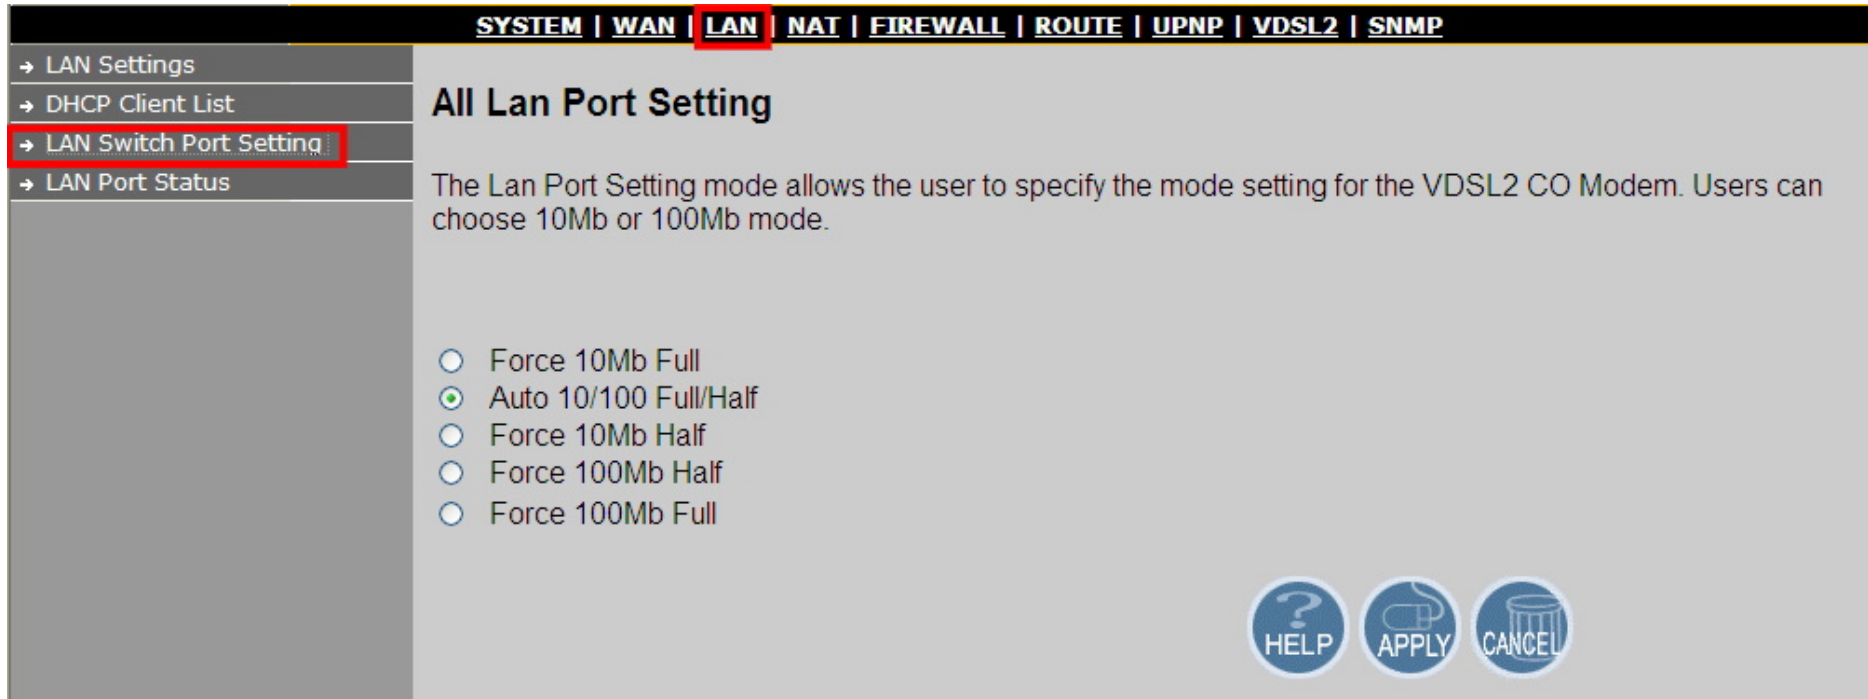 SYSTEM | WAN | LAN | NAT | FIREWALL | ROUTE | UPNP | VDSL2 | SNMP
LAN Settings
DHCP Client List
LAN Switch Port Setting
LAN Port Status
All Lan Port Setting
The Lan Port Setting mode allows the user to specify the mode setting for the VDSL2 CO Modem. Users can
choose 10Mb or 100Mb mode.
Force 10Mb Full
Auto 10/100 Full/Half
Force 10Mb Half
Force 100Mb Half
Force 100Mb Full
HELP APPLY CANCEL